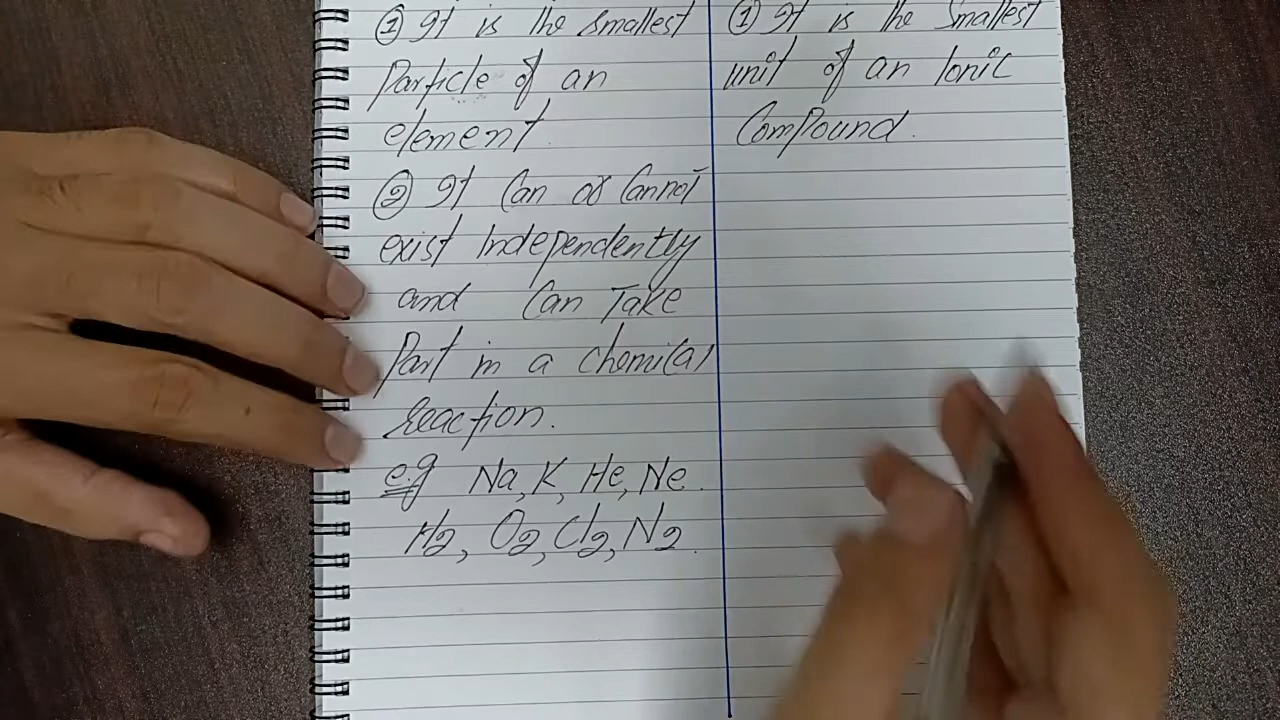 ① It is the smallest
Particle of an
element.
② It Can or Cannot
exist Independently
and Can Take
Part in a chemical
reaction.
e.g Na, K, He, Ne.
H2, O2, Cl2, N2.
① It is the Smallest
unit of an Ionic
Compound.